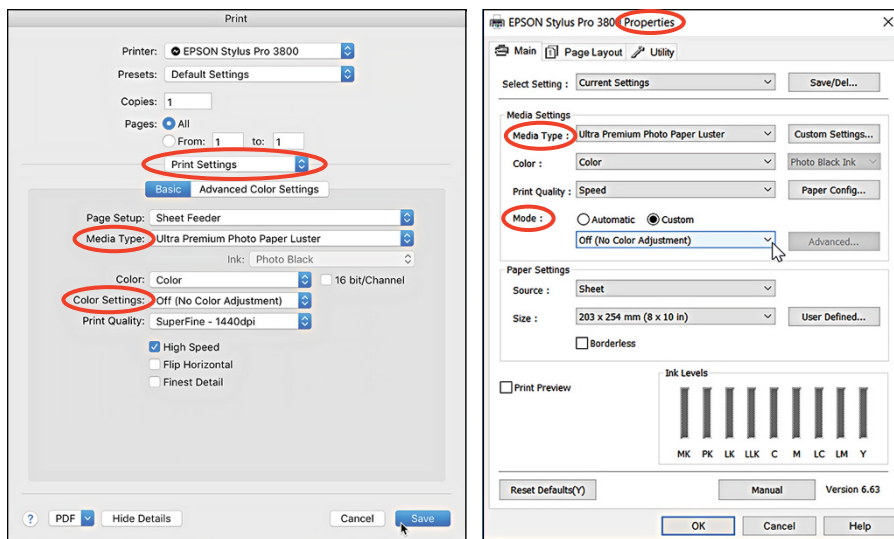 Print
Printer: EPSON Stylus Pro 3800
Presets: Default Settings
Copies: 1
Pages: All
From: 1 to: 1
Print Settings
Basic Advanced Color Settings
Page Setup: Sheet Feeder
Media Type: Ultra Premium Photo Paper Luster
Ink: Photo Black
Color: Color 16 bit/Channel
Color Settings: Off (No Color Adjustment)
Print Quality: SuperFine - 1440dpi
High Speed
Flip Horizontal
Finest Detail
? PDF Hide Details Cancel Save
EPSON Stylus Pro 3800 Properties
Main Page Layout Utility
Select Setting : Current Settings Save/Del...
Media Settings
Media Type : Ultra Premium Photo Paper Luster Custom Settings...
Color : Color Photo Black Ink
Print Quality : Speed Paper Config...
Mode : Automatic Custom
Off (No Color Adjustment) Advanced...
Paper Settings
Source : Sheet
Size : 203 x 254 mm (8 x 10 in) User Defined...
Borderless
Print Preview
Ink Levels
MK PK LK LLK C M LC LM Y
Reset Defaults(Y) Manual Version 6.63
OK Cancel Help